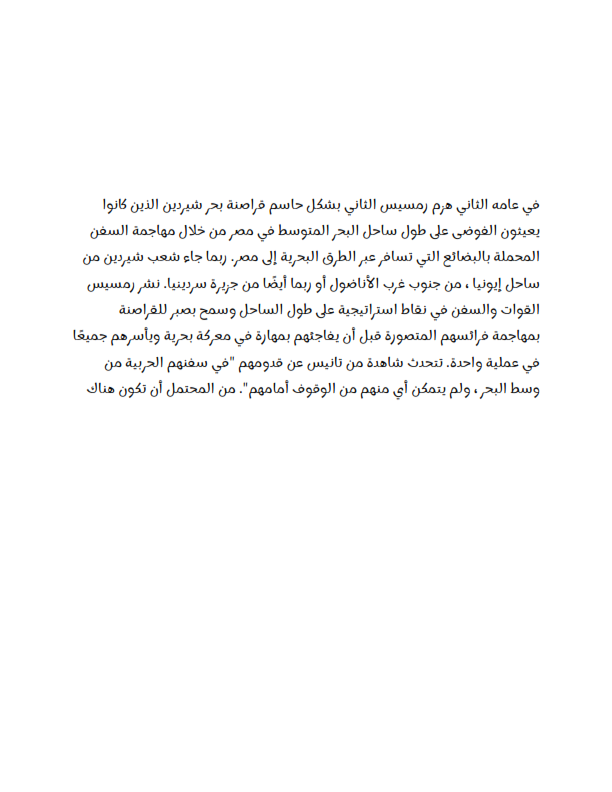 في عامه الثاني هزم رمسيس الثاني بشكل حاسم قراصنة بحر شيردين الذين كانوا
يعيثون الفوضى على طول ساحل البحر المتوسط في مصر من خلال مهاجمة السفن
المحملة بالبضائع التي تسافر عبر الطرق البحرية إلى مصر. ربما جاء شعب شيردين من
ساحل إيونيا ، من جنوب غرب الأناضول أو ربما أيضًا من جزيرة سردينيا. نشر رمسيس
القوات والسفن في نقاط استراتيجية على طول الساحل وسمح بصبر للقراصنة
بمهاجمة فرائسهم المتصورة قبل أن يفاجئهم بمهارة في معركة بحرية ويأسرهم جميعًا
في عملية واحدة. تتحدث شاهدة من تانيس عن قدومهم "في سفنهم الحربية من
وسط البحر ، ولم يتمكن أي منهم من الوقوف أمامهم". من المحتمل أن تكون هناك